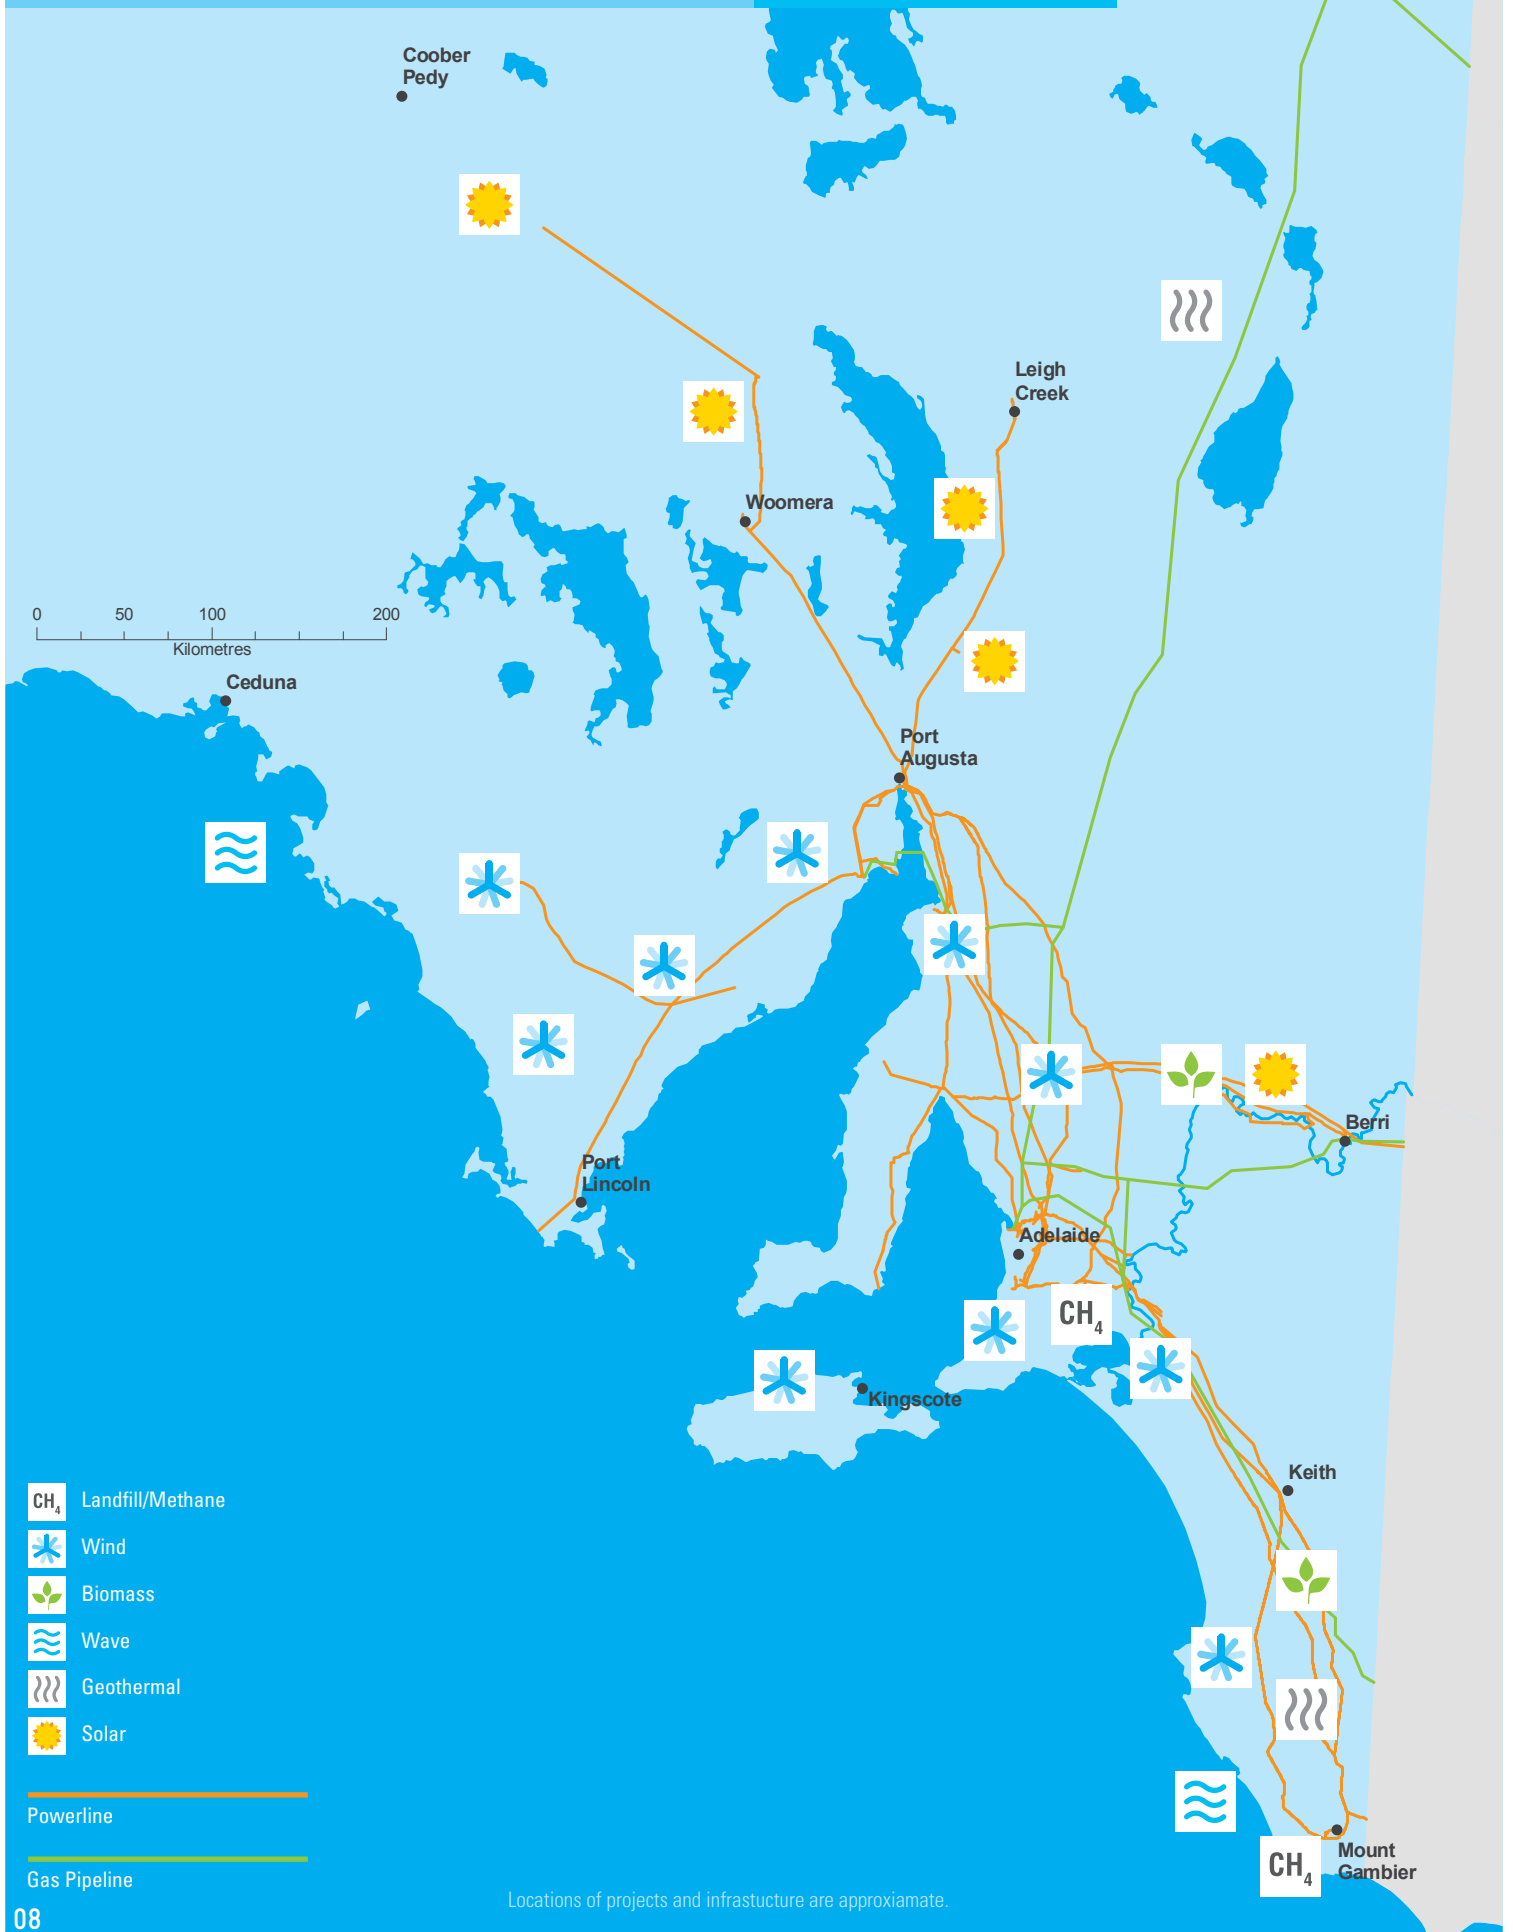 Coober
Pedy
Leigh
Creek
Woomera
0 50 100 200
Kilometres
Ceduna
Port
Augusta
Berri
Port
Lincoln
Adelaide
CH4
Kingscote
Keith
CH4 Landfill/Methane
Wind
Biomass
Wave
Geothermal
Solar
Powerline
Gas Pipeline
Mount
Gambier
CH4
Locations of projects and infrastucture are approxiamate.
08